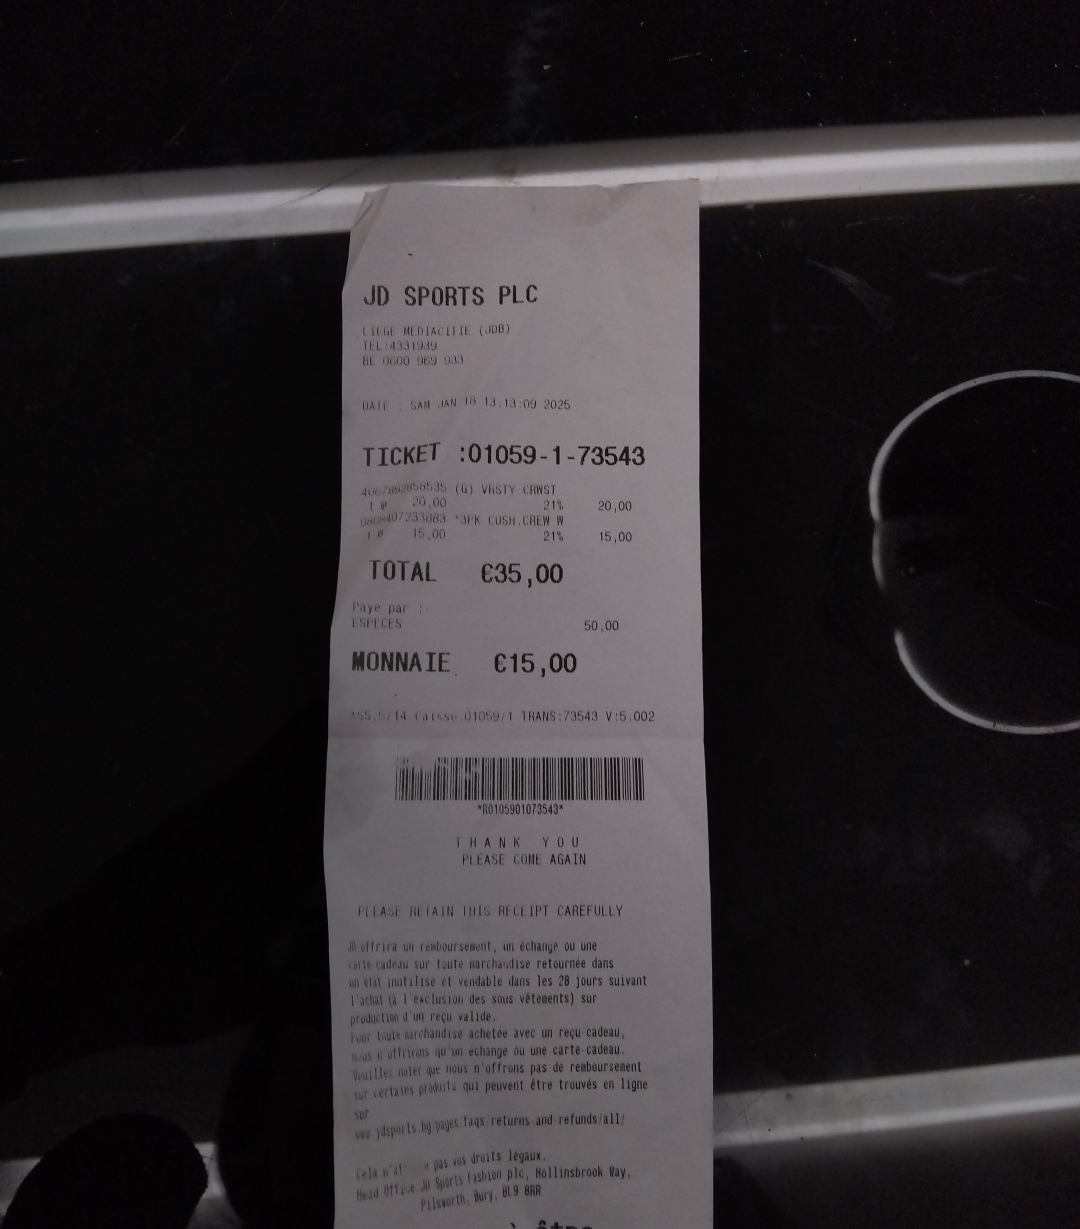 JD SPORTS PLC
LIEGE MEDIACITIE (JDB)
TEL:4331939
BE 0600 969 933
DATE : SAM JAN 18 13:13:09 2025
TICKET :01059-1-73543
4067892858535 (G) VRSTY CRWST
1 @ 20,00 21% 20,00
*3PK CUSH.CREW W
1 @ 15,00 21% 15,00
TOTAL €35,00
Paye par :-
ESPECES 50,00
MONNAIE €15,00
Caisse 01059/1 TRANS:73543 V:5.002
*R0105901073543*
THANK YOU
PLEASE COME AGAIN
PLEASE RETAIN THIS RECEIPT CAREFULLY
JD offrira un remboursement, un échange ou une
carte cadeau sur toute marchandise retournée dans
un etat inutilisé et vendable dans les 28 jours suivant
l'achat (à l'exclusion des sous vêtements) sur
production d'un reçu valide.
Pour toute marchandise achetée avec un reçu cadeau,
nous n'offrirons qu'un echange ou une carte cadeau.
Veuillez noter que nous n'offrons pas de remboursement
sur certains produits qui peuvent être trouvés en ligne
sur
www.jdsports.bg/pages/faqs/returns-and-refunds/all/
Cela pas vos droits légaux.
Head Office JD Sports Fashion plc, Hollinsbrook Way,
Pilsworth, Bury, BL9 8RR
à être